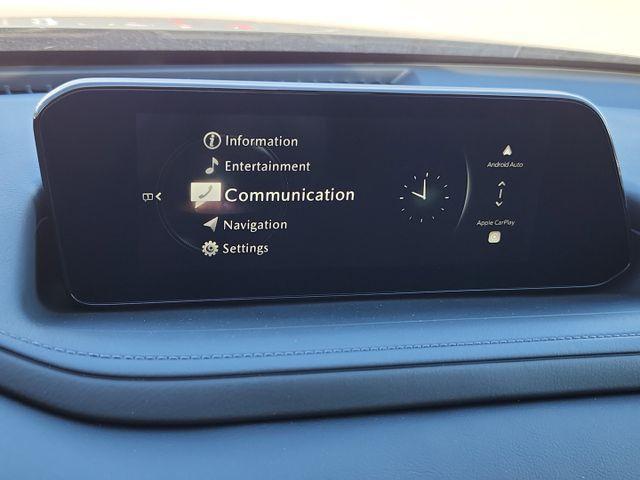 Information
Entertainment
Communication
Navigation
Settings
Android Auto
Apple CarPlay